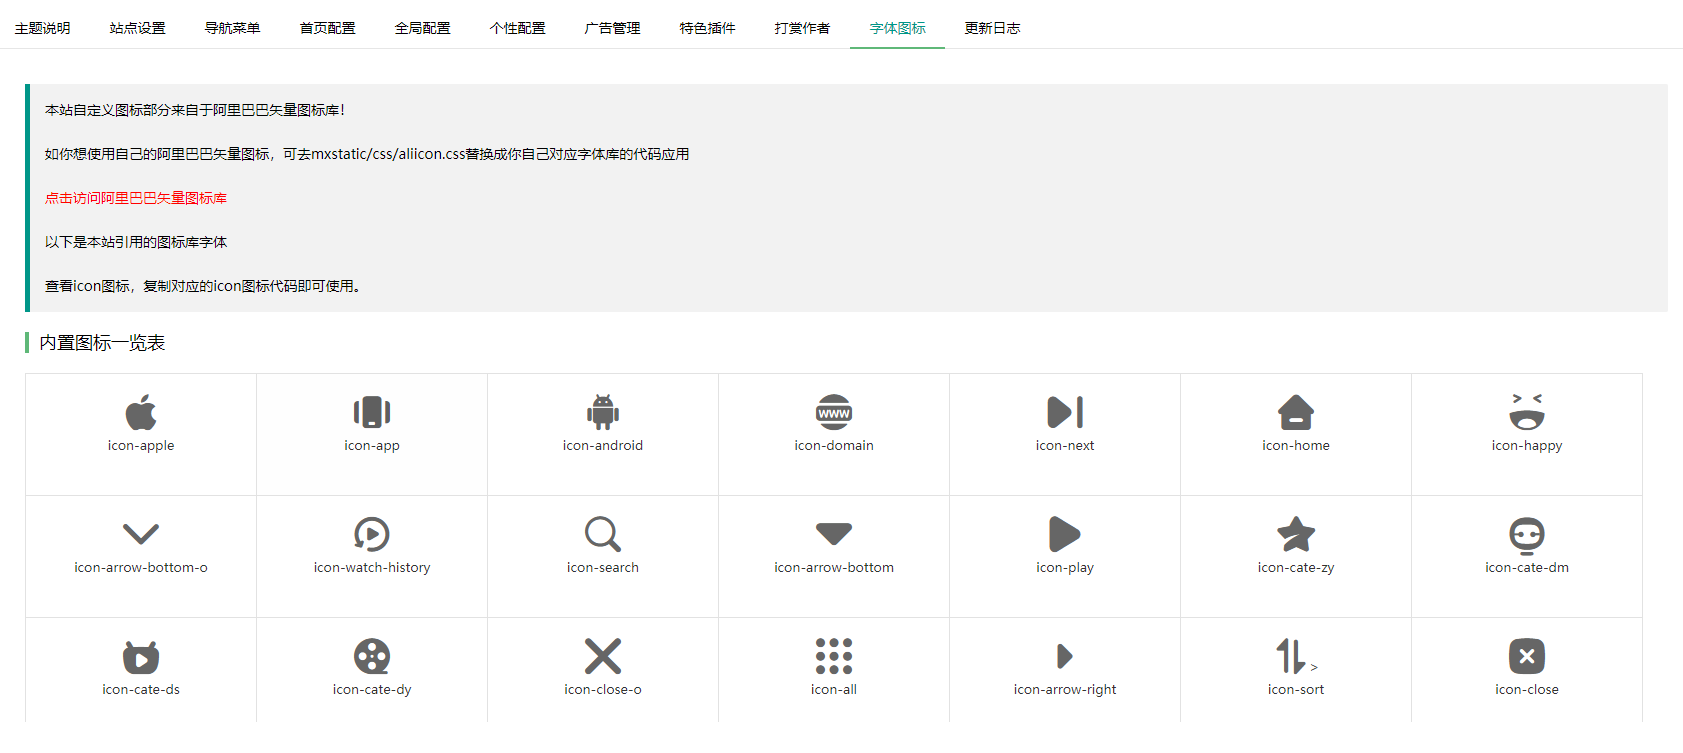 主题说明 站点设置 导航菜单 首页配置 全局配置 个性配置 广告管理 特色插件 打赏作者 字体图标 更新日志
本站自定义图标部分来自于阿里巴巴矢量图标库!
如你想使用自己的阿里巴巴矢量图标，可去mxstatic/css/aliicon.css替换成你自己对应字体库的代码应用
点击访问阿里巴巴矢量图标库
以下是本站引用的图标库字体
查看icon图标，复制对应的icon图标代码即可使用。
内置图标一览表
WWW
icon-apple icon-app icon-android icon-domain icon-next icon-home icon-happy
icon-arrow-bottom-o icon-watch-history icon-search icon-arrow-bottom icon-play icon-cate-zy icon-cate-dm
>
icon-cate-ds icon-cate-dy icon-close-o icon-all icon-arrow-right icon-sort icon-close